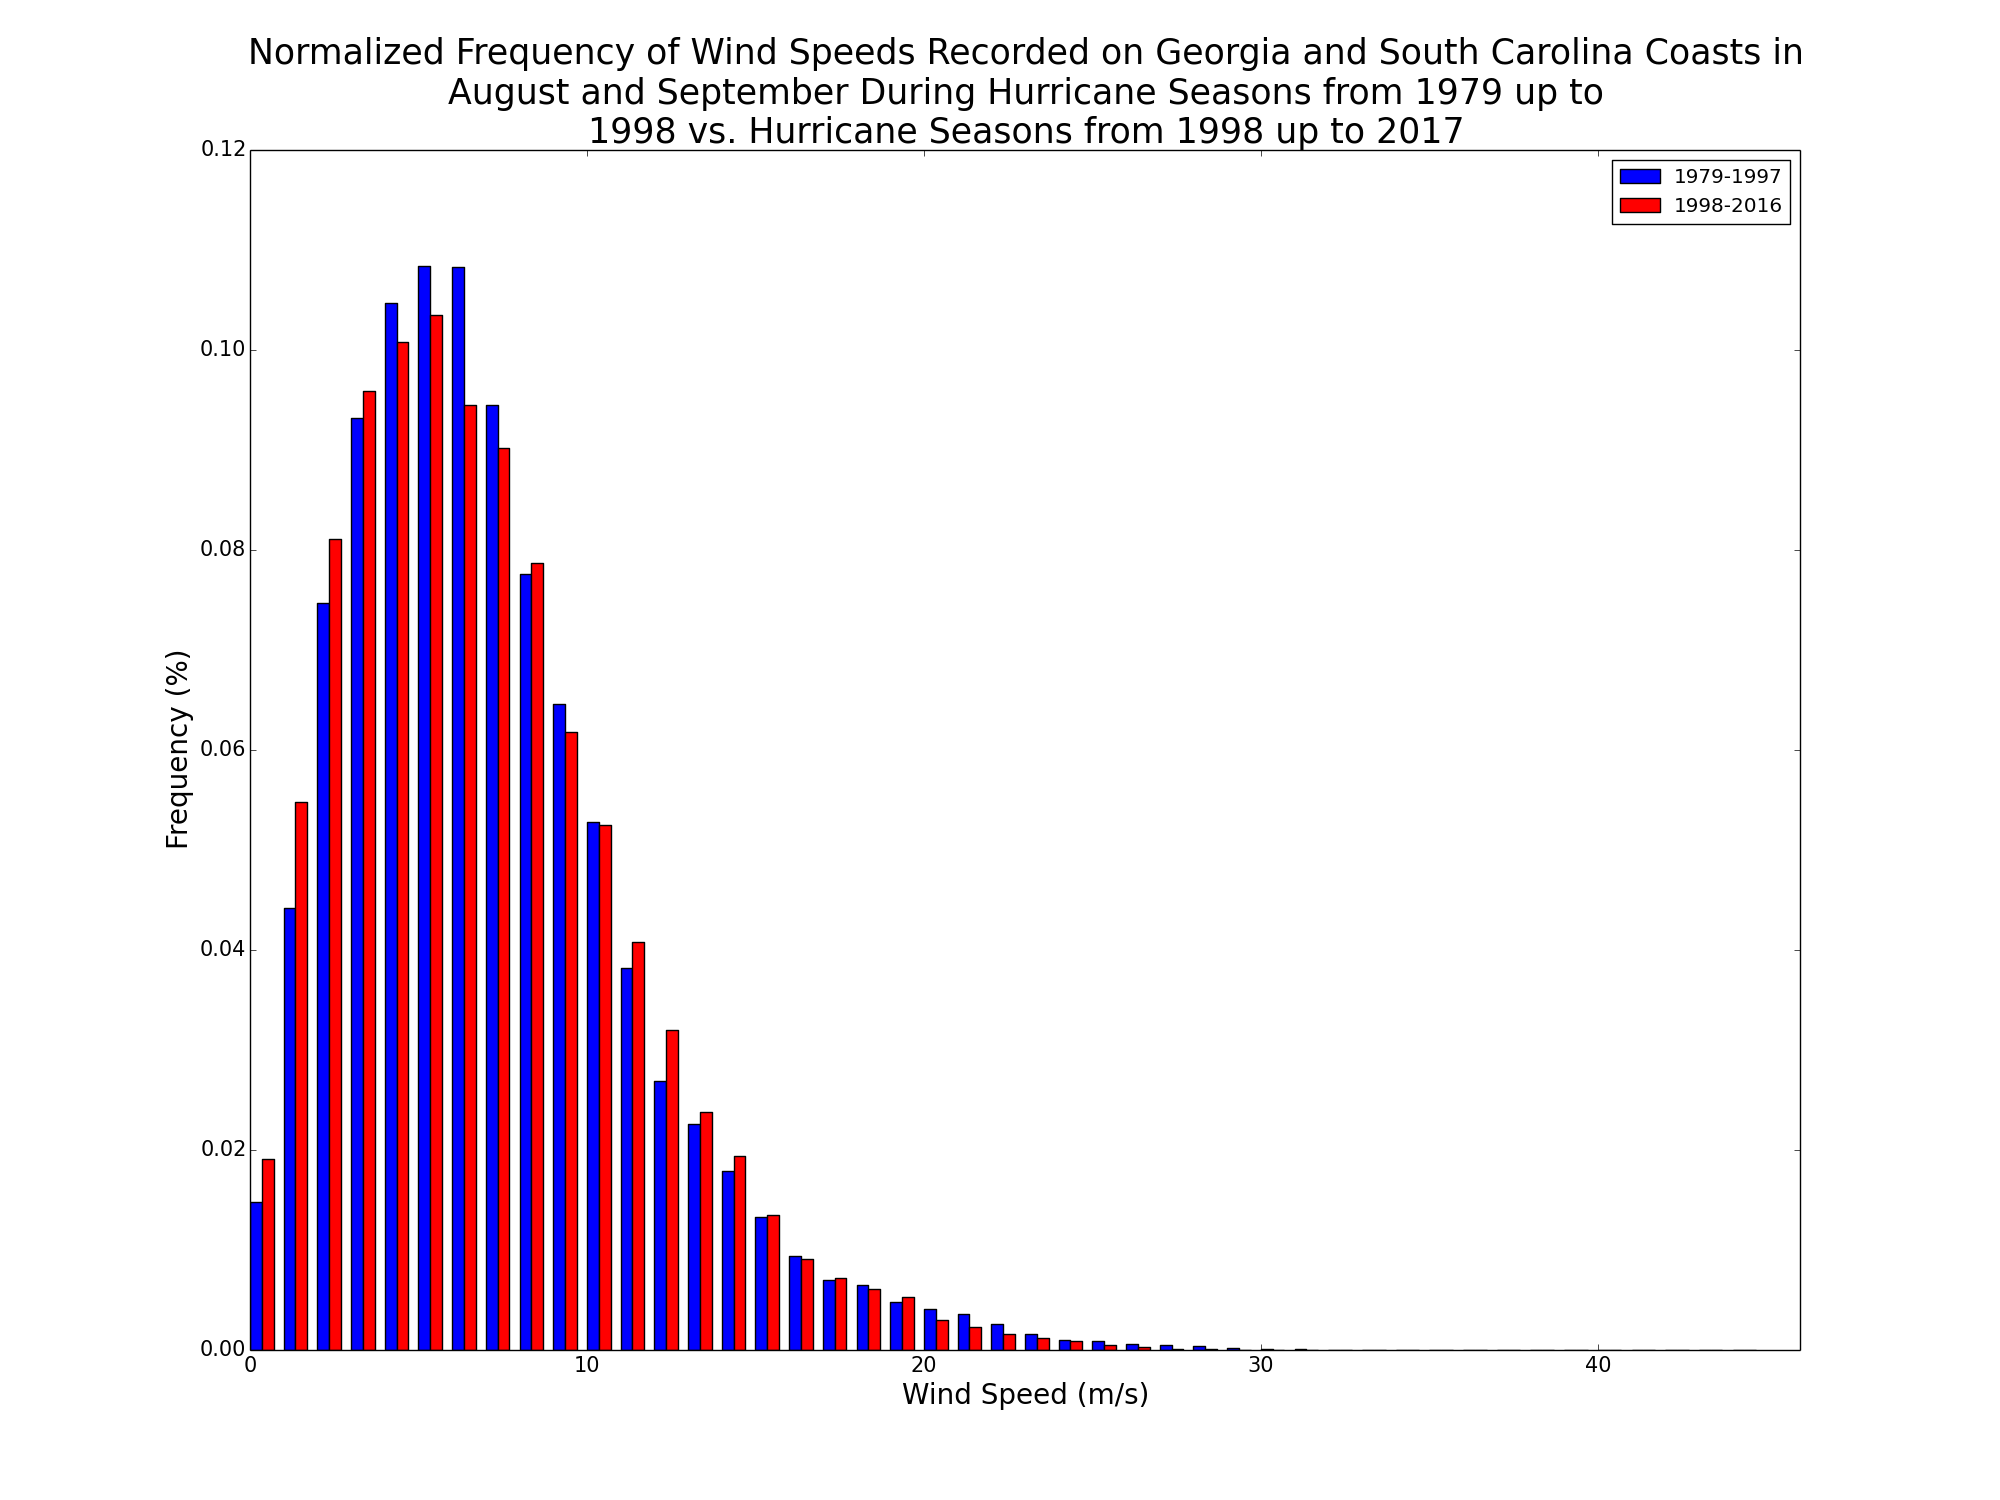 Normalized Frequency of Wind Speeds Recorded on Georgia and South Carolina Coasts in
August and September During Hurricane Seasons from 1979 up to
1998 vs. Hurricane Seasons from 1998 up to 2017
1979-1997
1998-2016
Frequency (%)
0.12
0.10
0.08
0.06
0.04
0.02
0.00
0 10 20 30 40
Wind Speed (m/s)